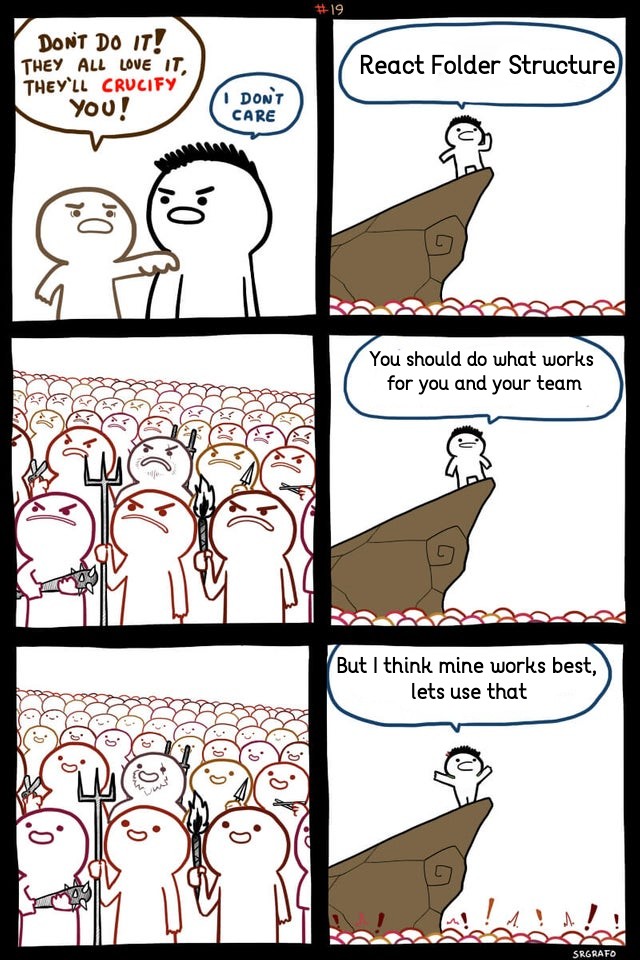 #19
DON'T DO IT!
THEY ALL LOVE IT,
THEY'LL CRUCIFY
YOU!
I DON'T
CARE
React Folder Structure
You should do what works
for you and your team
But I think mine works best,
lets use that
SRGRAFO